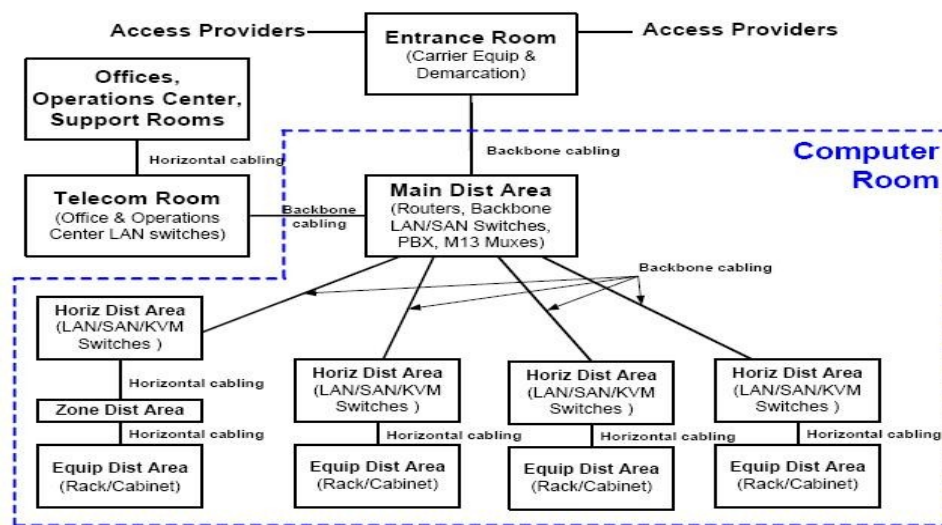 Access Providers
Entrance Room
(Carrier Equip &
Demarcation)
Access Providers
Offices,
Operations Center,
Support Rooms
Horizontal cabling
Backbone cabling
Computer
Room
Telecom Room
(Office & Operations
Center LAN switches)
Backbone
cabling
Main Dist Area
(Routers, Backbone
LAN/SAN Switches,
PBX, M13 Muxes)
Backbone cabling
Horiz Dist Area
(LAN/SAN/KVM
Switches )
Horizontal cabling
Zone Dist Area
Horizontal cabling
Equip Dist Area
(Rack/Cabinet)
Horiz Dist Area
(LAN/SAN/KVM
Switches )
Horizontal cabling
Equip Dist Area
(Rack/Cabinet)
Horiz Dist Area
(LAN/SAN/KVM
Switches )
Horizontal cabling
Equip Dist Area
(Rack/Cabinet)
Horiz Dist Area
(LAN/SAN/KVM
Switches )
Horizontal cabling
Equip Dist Area
(Rack/Cabinet)